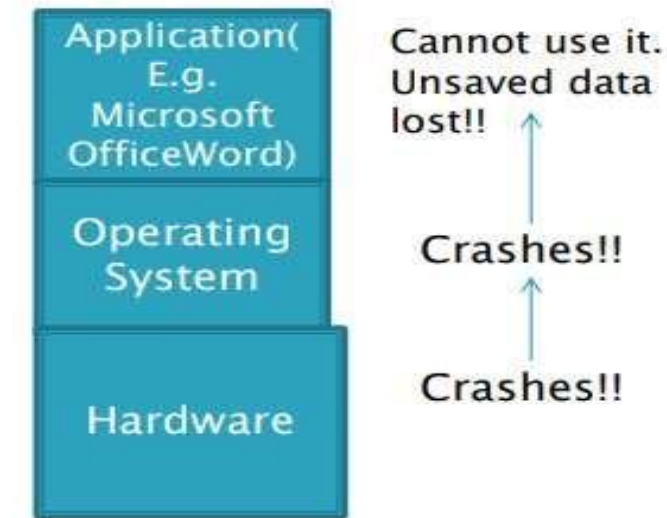 Application(
E.g.
Microsoft
OfficeWord)
Cannot use it.
Unsaved data
lost!!
Operating
System
Crashes!!
Hardware
Crashes!!